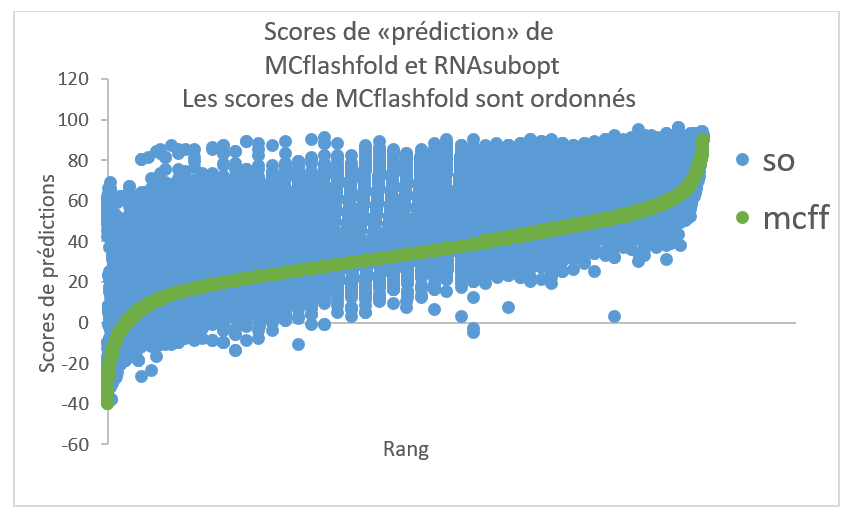 Scores de «prédiction» de
MCflashfold et RNAsubopt
Les scores de MCflashfold sont ordonnés
120
100
80
60
40
20
0
-20
-40
-60
Scores de prédictions
Rang
so
mcff